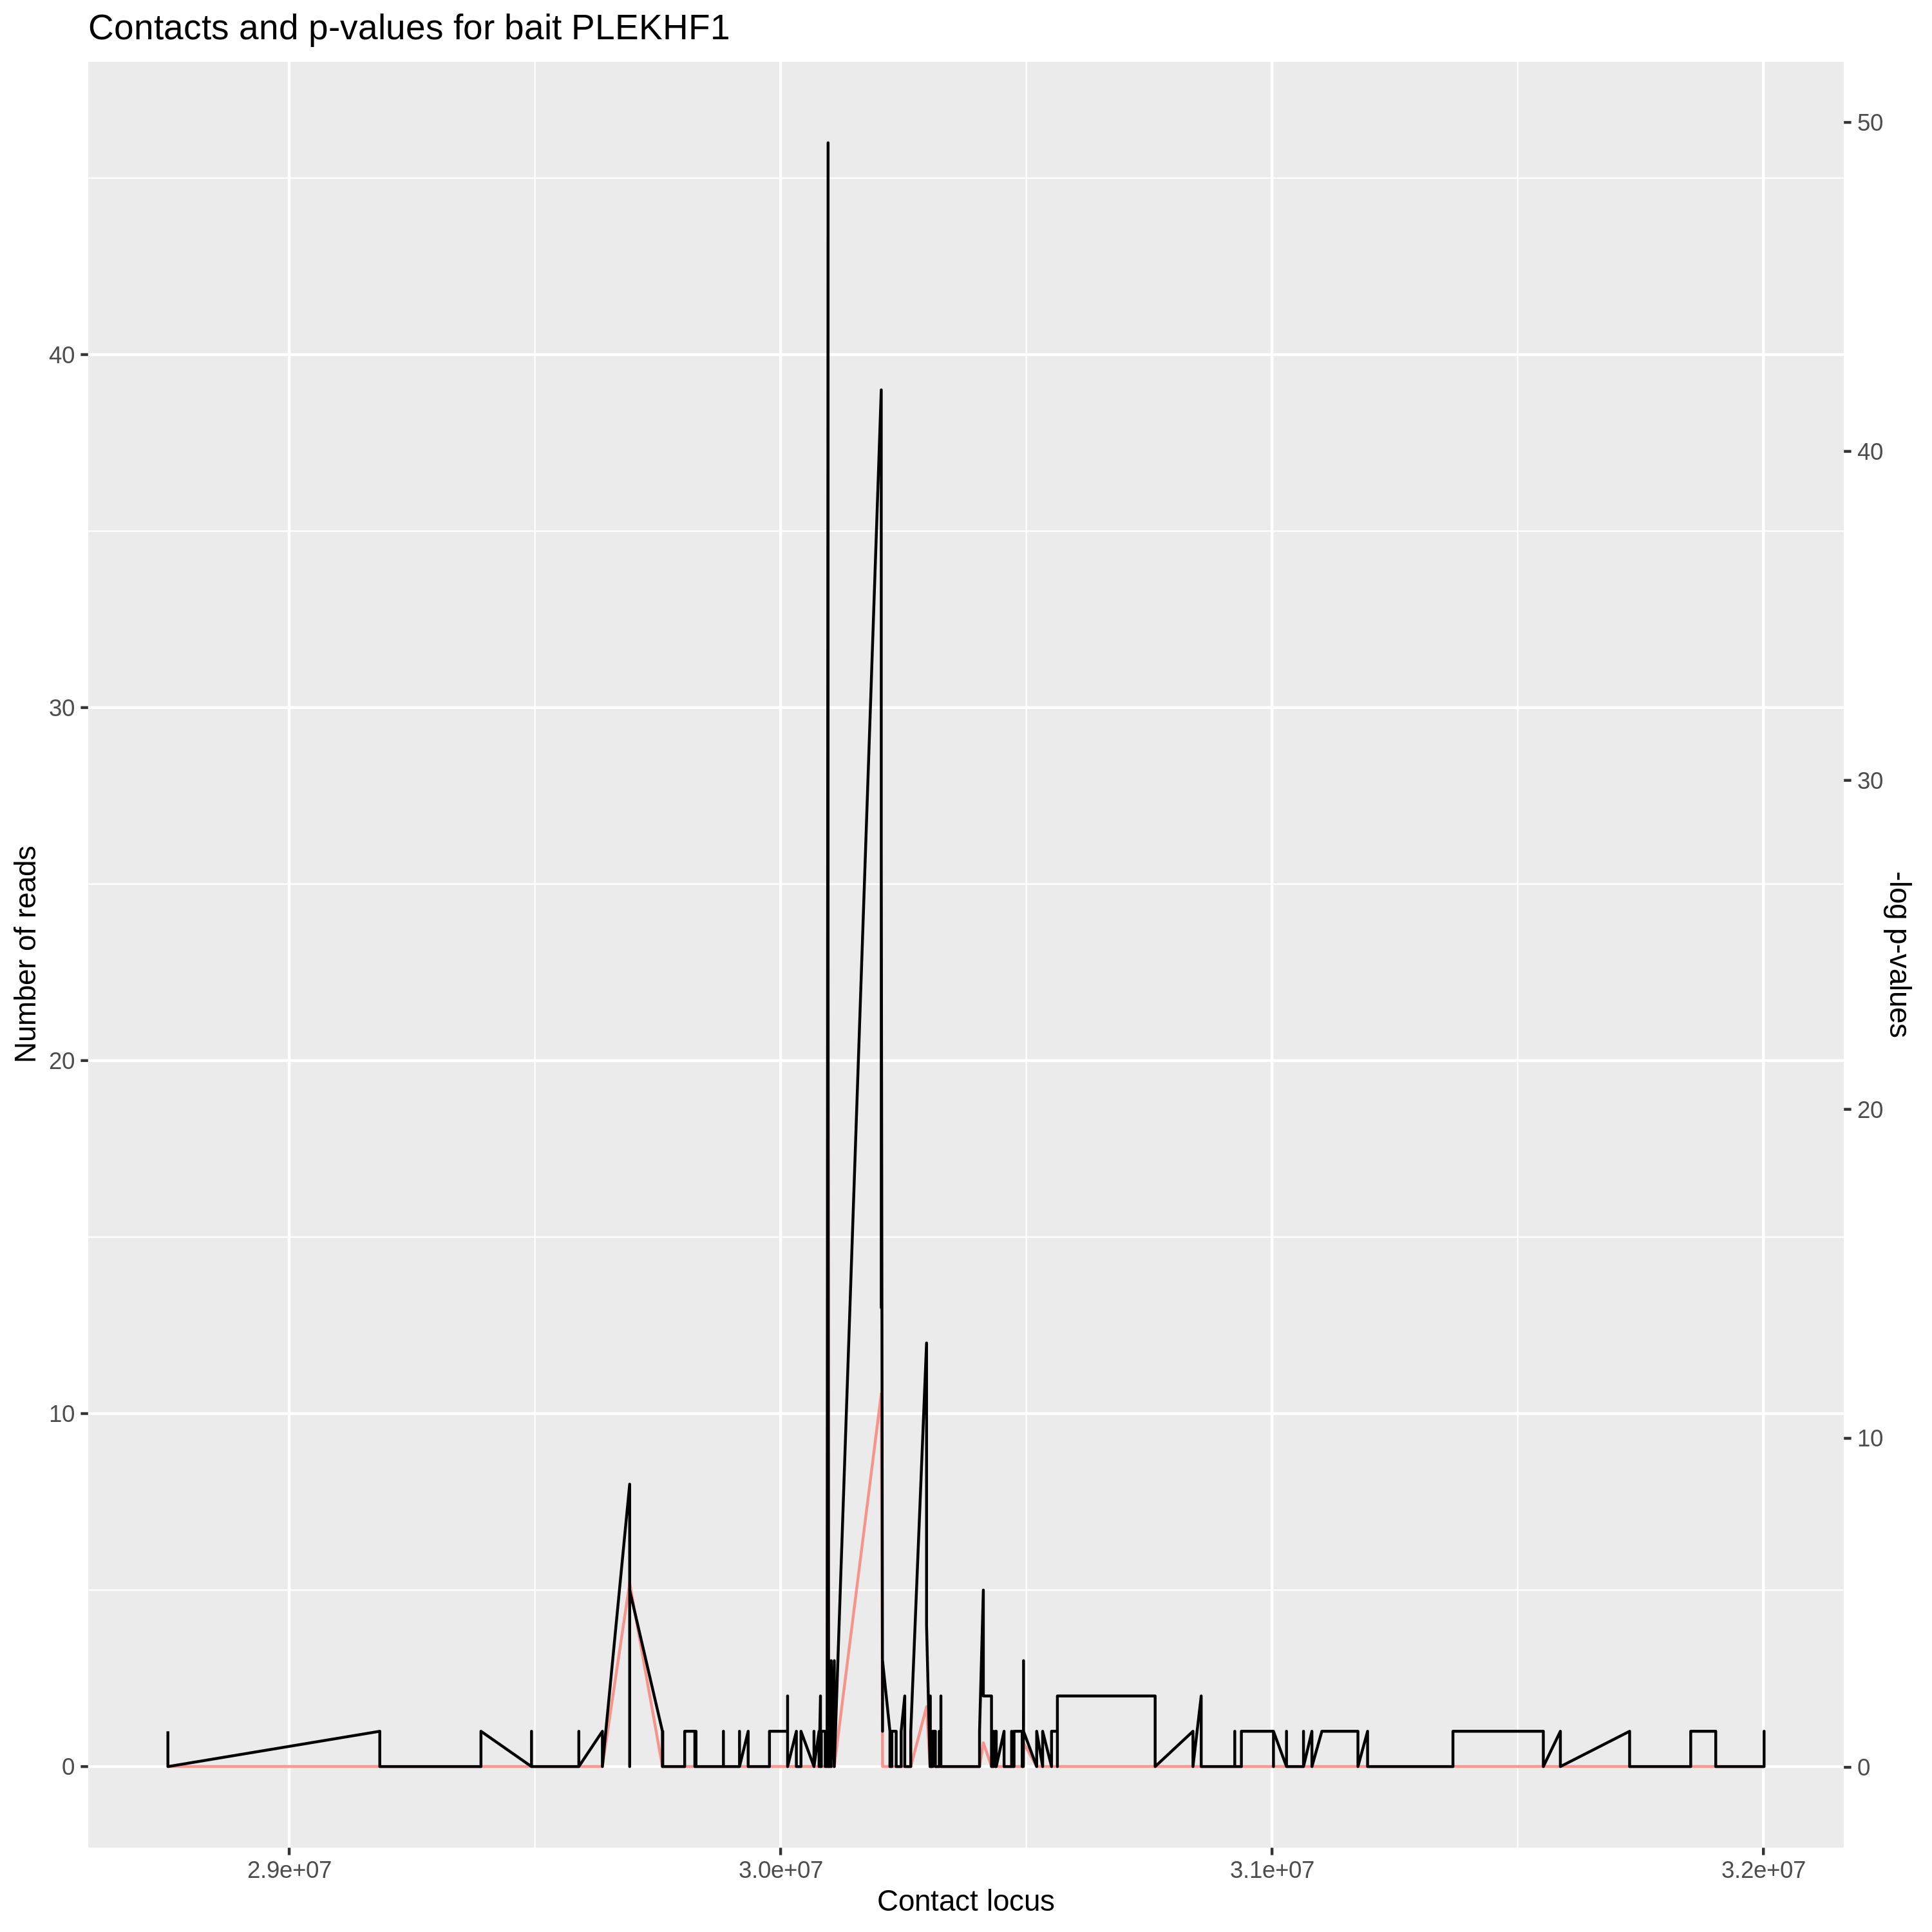 Contacts and p-values for bait PLEKHF1
Number of reads
40
30
20
10
0
50
40
30
20
10
0
-log p-values
2.9e+07 3.0e+07 3.1e+07 3.2e+07
Contact locus